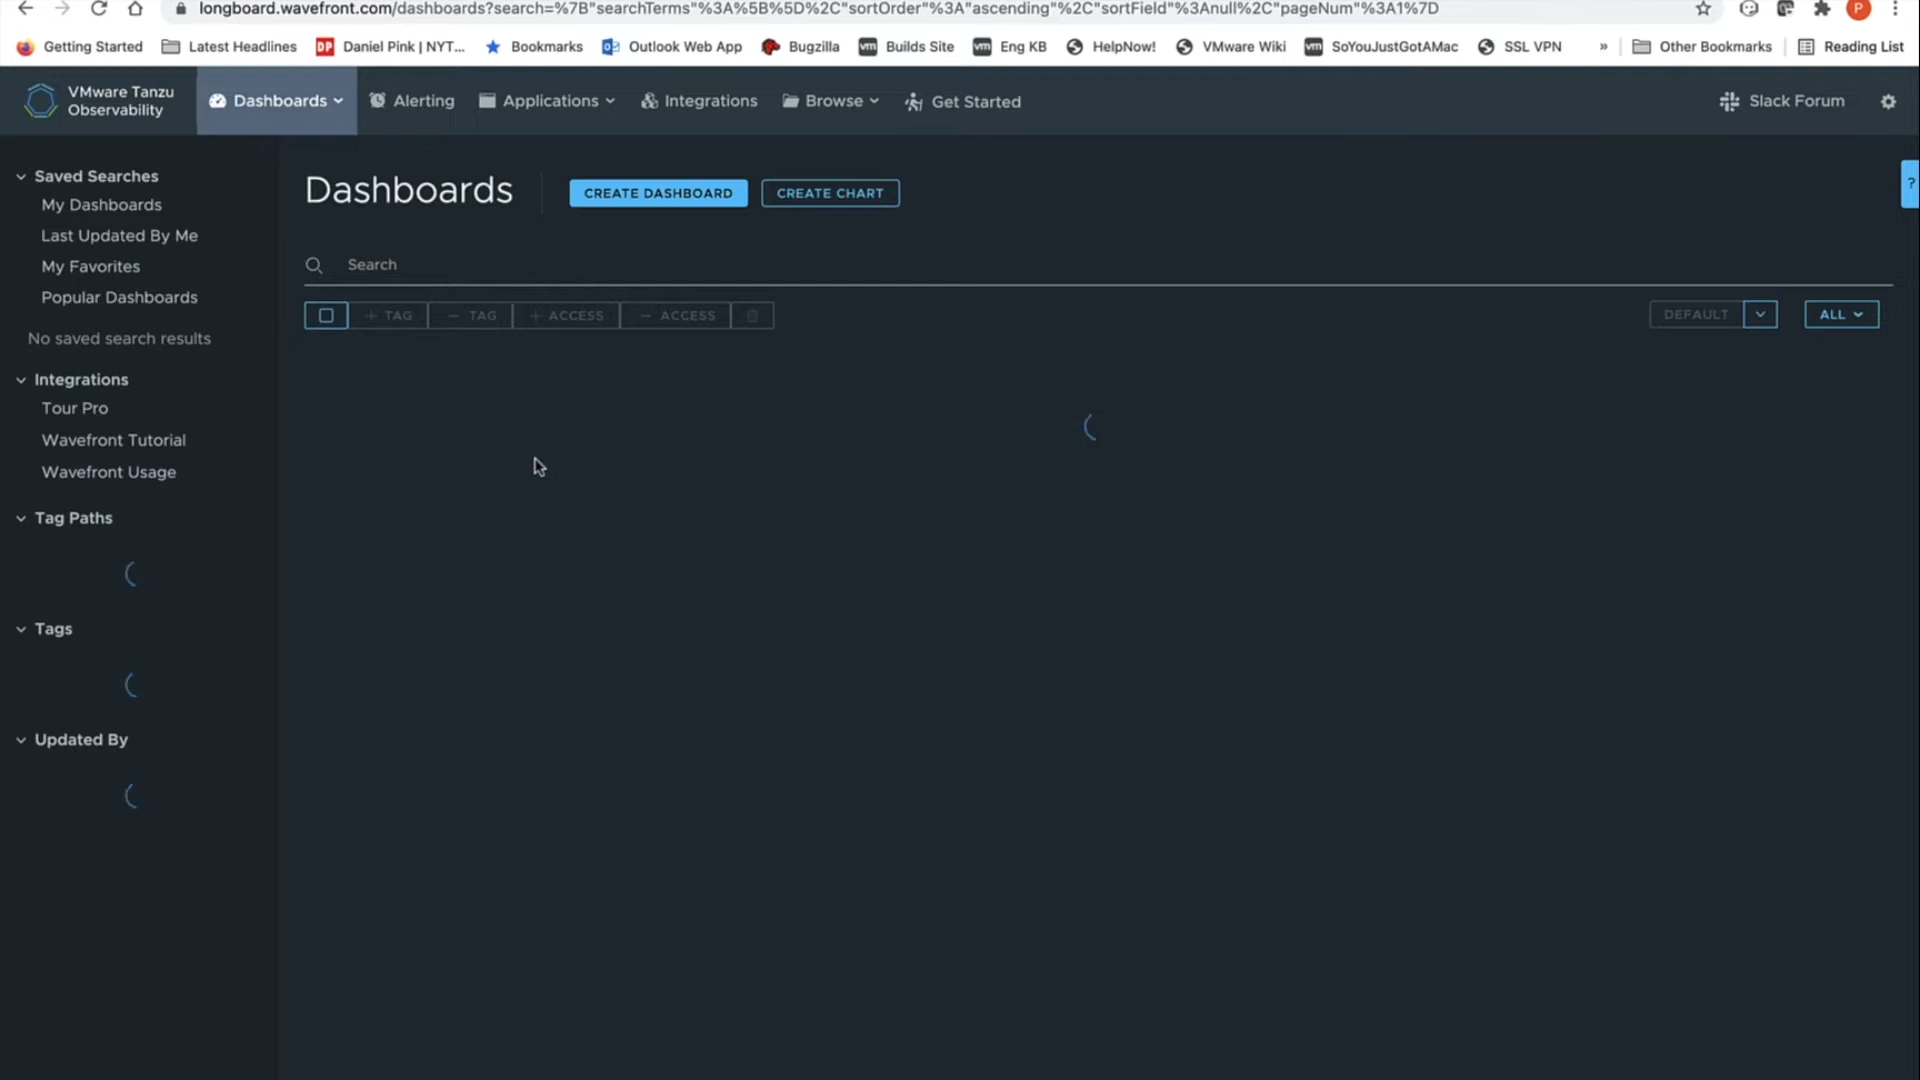 longboard.wavefront.com/dashboards?search=%7B"searchTerms"%3A%5B%5D%2C"sortOrder"%3A"ascending"%2C"sortField"%3Anull%2C"pageNum"%3A1%7D
P
Getting Started
Latest Headlines
DP Daniel Pink | NYT...
Bookmarks
Outlook Web App
Bugzilla
vm Builds Site
vm Eng KB
HelpNow!
VMware Wiki
vm SoYouJustGotAMac
SSL VPN
»
Other Bookmarks
Reading List
VMware Tanzu
Observability
Dashboards
Alerting
Applications
Integrations
Browse
Get Started
Slack Forum
Saved Searches
My Dashboards
Last Updated By Me
My Favorites
Popular Dashboards
No saved search results
Integrations
Tour Pro
Wavefront Tutorial
Wavefront Usage
Tag Paths
Tags
Updated By
Dashboards
CREATE DASHBOARD
CREATE CHART
?
Search
+ TAG
− TAG
+ ACCESS
− ACCESS
DEFAULT
ALL